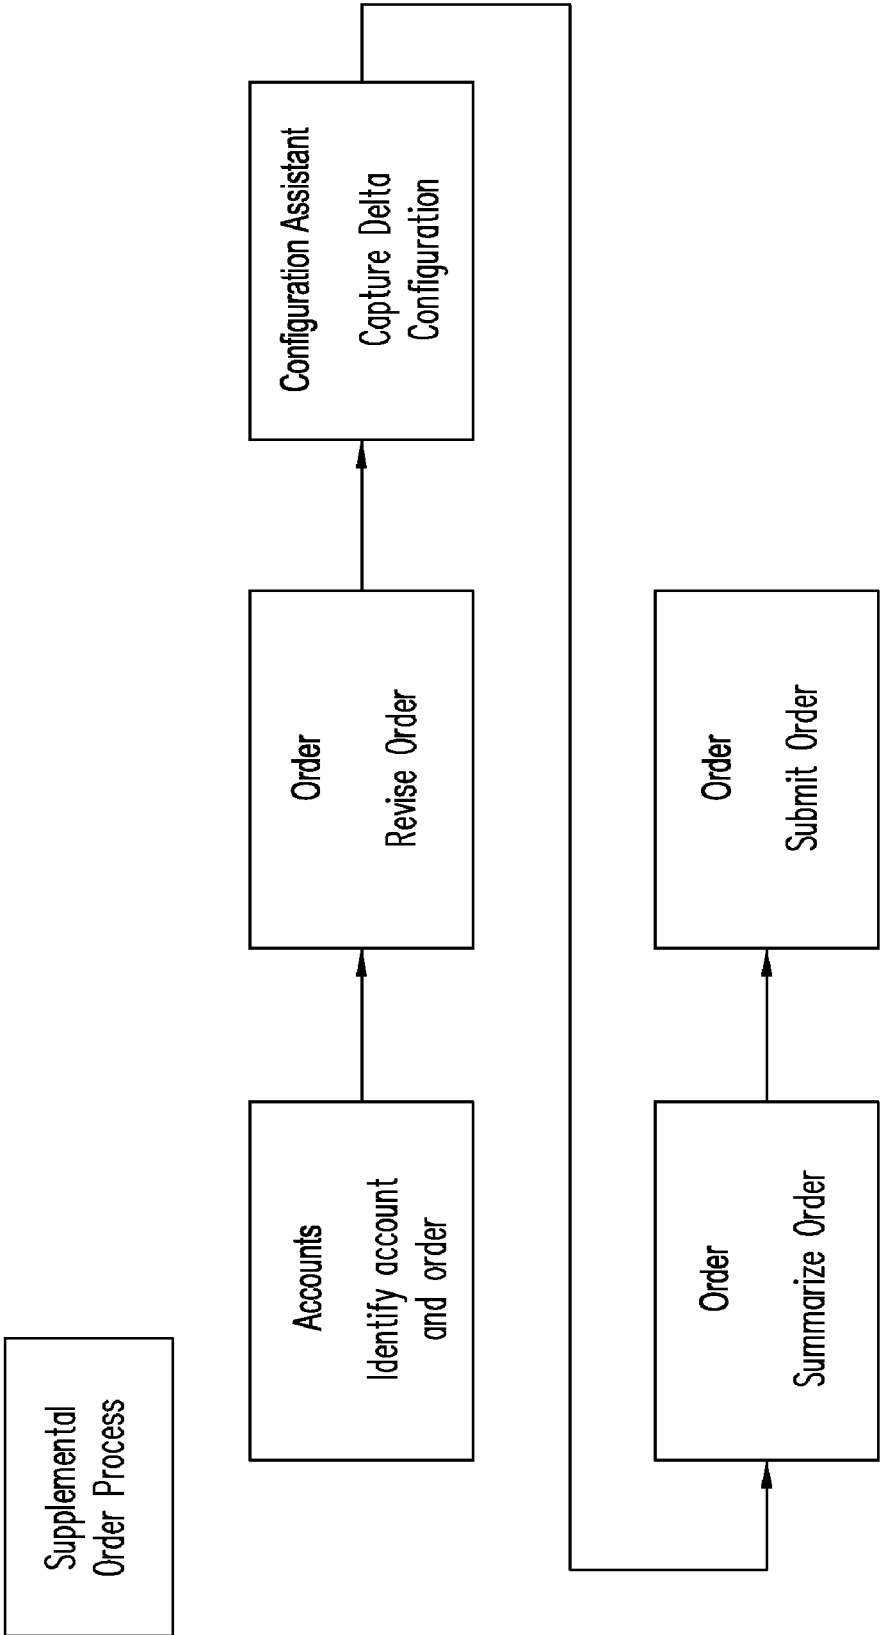 Supplemental
Order Process
Accounts
Identify account
and order
Order
Revise Order
Configuration Assistant
Capture Delta
Configuration
Order
Summarize Order
Order
Submit Order